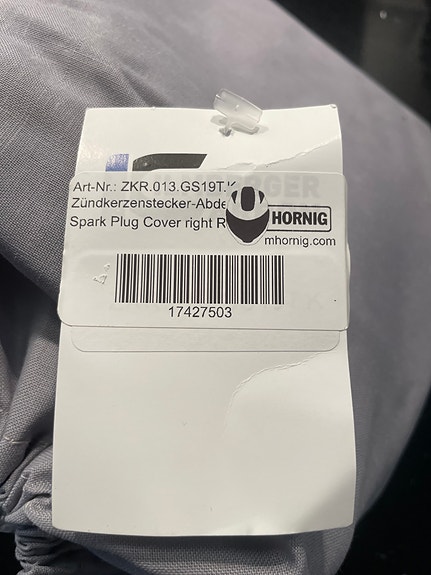 Art-Nr.: ZKR.013.GS19T.K
Zündkerzenstecker-Abde
Spark Plug Cover right R
HORNIG
mhornig.com
17427503